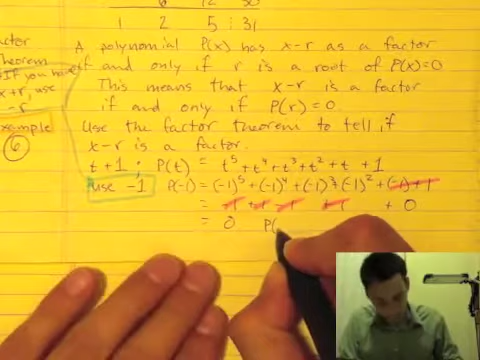 6 12 30
1 2 5 31
A polynomial P(x) has x-r as a factor
if and only if r is a root of P(x)=0
This means that x-r is a factor
if and only if P(r)=0.
Use the factor theorem to tell if
x-r is a factor.
t+1; P(t) = t⁵+t⁴+t³+t²+t+1
use -1 P(-1) = (-1)⁵+(-1)⁴+(-1)³+(-1)²+(-1)+1
= -1 +1 -1 +1 + 0
= 0 P(
Theorem
If you have
x+r, use
-r
Example
6